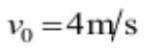 v₀ = 4m/s